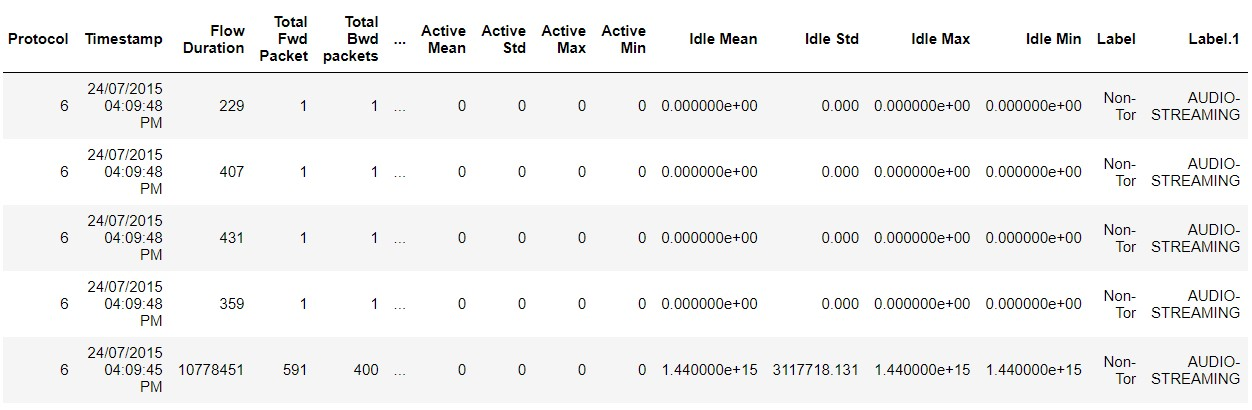 Protocol Timestamp Flow Duration Total Fwd Packet Total Bwd packets ... Active Mean Active Std Active Max Active Min Idle Mean Idle Std Idle Max Idle Min Label Label.1
6 24/07/2015 04:09:48 PM 229 1 1 ... 0 0 0 0 0.000000e+00 0.000 0.000000e+00 0.000000e+00 Non-Tor AUDIO-STREAMING
6 24/07/2015 04:09:48 PM 407 1 1 ... 0 0 0 0 0.000000e+00 0.000 0.000000e+00 0.000000e+00 Non-Tor AUDIO-STREAMING
6 24/07/2015 04:09:48 PM 431 1 1 ... 0 0 0 0 0.000000e+00 0.000 0.000000e+00 0.000000e+00 Non-Tor AUDIO-STREAMING
6 24/07/2015 04:09:48 PM 359 1 1 ... 0 0 0 0 0.000000e+00 0.000 0.000000e+00 0.000000e+00 Non-Tor AUDIO-STREAMING
6 24/07/2015 04:09:45 PM 10778451 591 400 ... 0 0 0 0 1.440000e+15 3117718.131 1.440000e+15 1.440000e+15 Non-Tor AUDIO-STREAMING